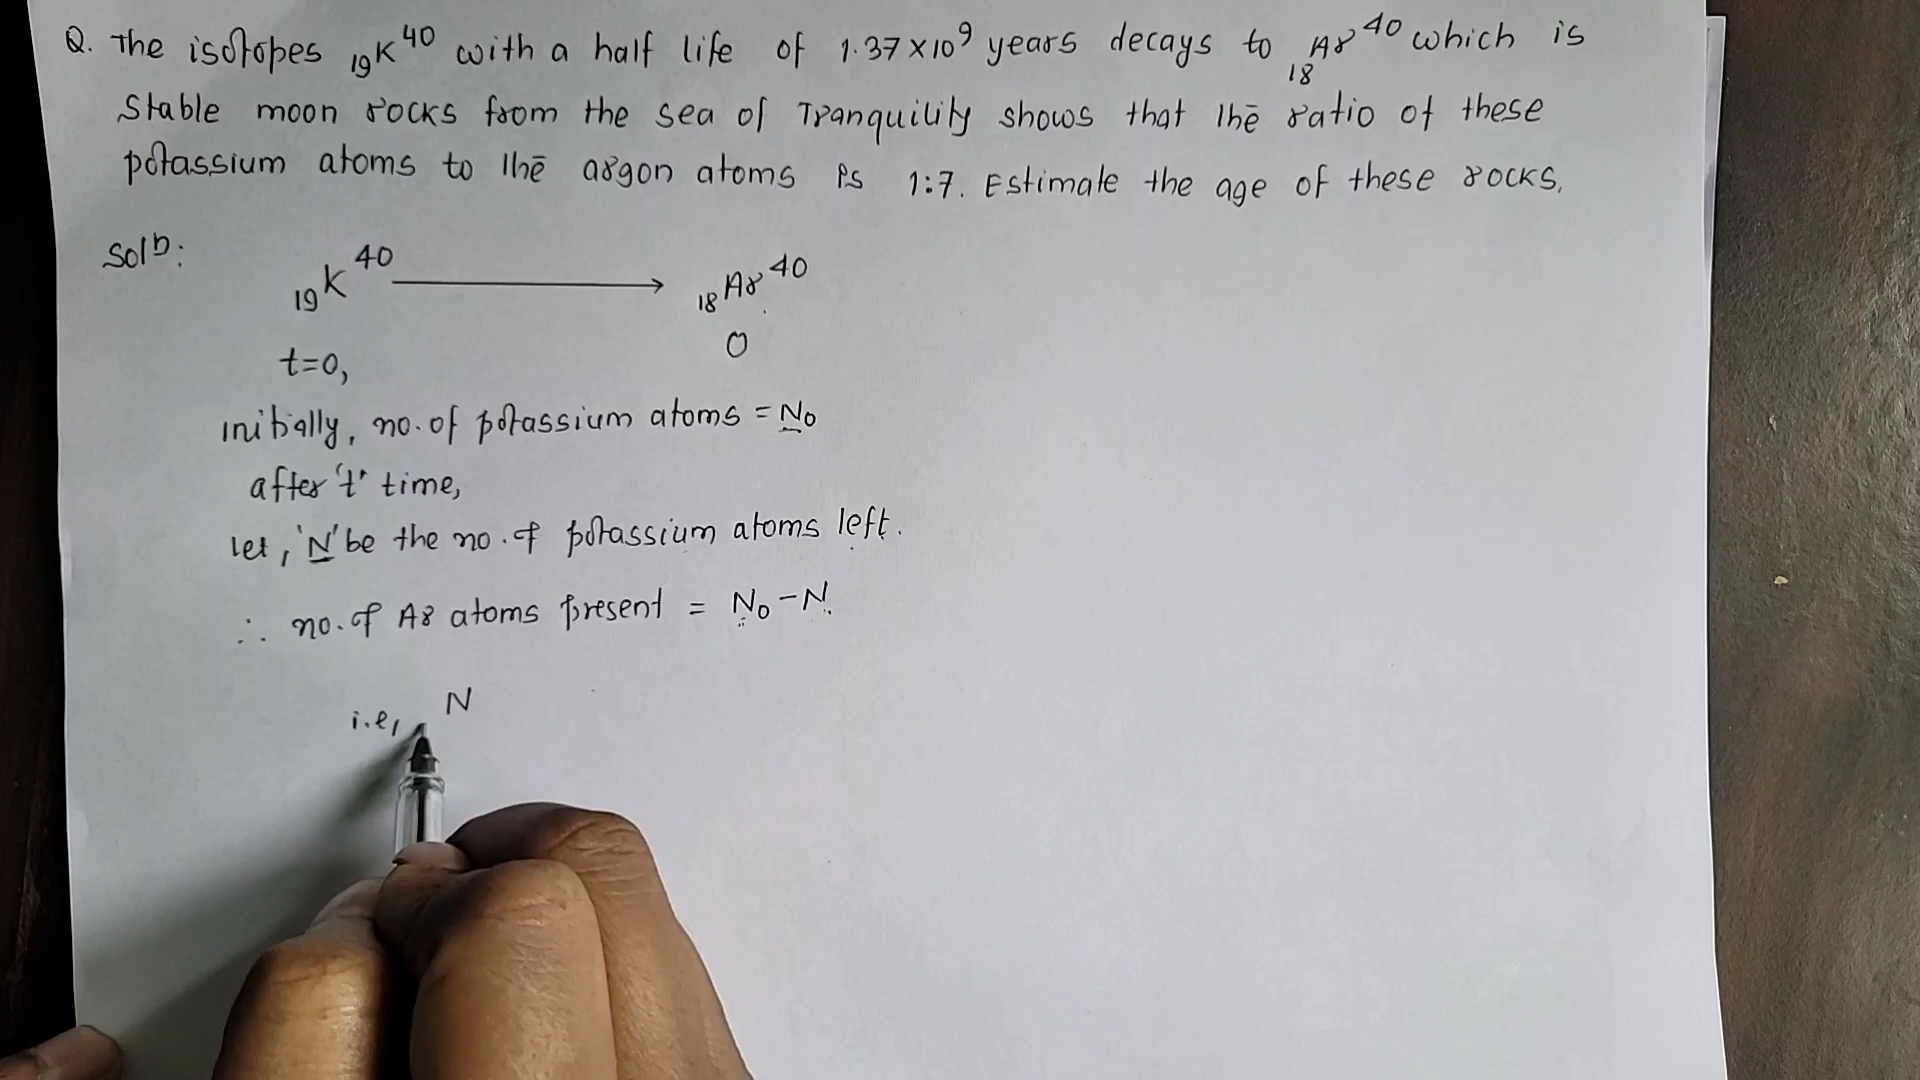 Q. The isotopes ₁₉K⁴⁰ with a half life of 1.37×10⁹ years decays to ₁₈Ar⁴⁰ which is
Stable moon rocks from the sea of Tranquility shows that the ratio of these
potassium atoms to the argon atoms is 1:7. Estimate the age of these rocks.
Solⁿ:
₁₉K⁴⁰ ⟶ ₁₈Ar⁴⁰
t=0, 0
initially, no. of potassium atoms = N₀
after 't' time,
let, 'N' be the no. of potassium atoms left.
∴ no. of Ar atoms present = N₀ - N.
i.e, N